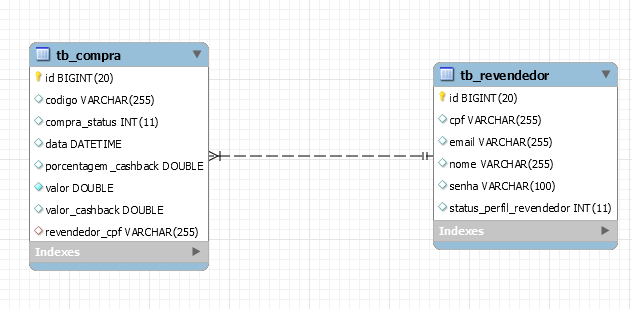 tb_compra
id BIGINT(20)
codigo VARCHAR(255)
compra_status INT(11)
data DATETIME
porcentagem_cashback DOUBLE
valor DOUBLE
valor_cashback DOUBLE
revendedor_cpf VARCHAR(255)
Indexes
tb_revendedor
id BIGINT(20)
cpf VARCHAR(255)
email VARCHAR(255)
nome VARCHAR(255)
senha VARCHAR(100)
status_perfil_revendedor INT(11)
Indexes